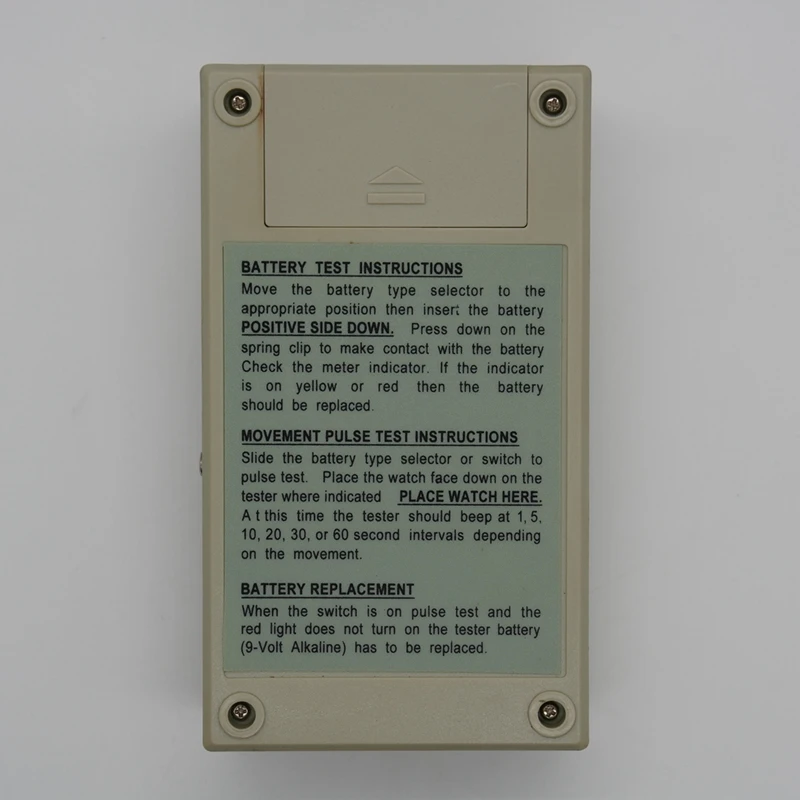 BATTERY TEST INSTRUCTIONS
Move the battery type selector to the
appropriate position then insert the battery
POSITIVE SIDE DOWN. Press down on the
spring clip to make contact with the battery
Check the meter indicator. If the indicator
is on yellow or red then the battery
should be replaced.
MOVEMENT PULSE TEST INSTRUCTIONS
Slide the battery type selector or switch to
pulse test. Place the watch face down on the
tester where indicated PLACE WATCH HERE.
A t this time the tester should beep at 1, 5,
10, 20, 30, or 60 second intervals depending
on the movement.
BATTERY REPLACEMENT
When the switch is on pulse test and the
red light does not turn on the tester battery
(9-Volt Alkaline) has to be replaced.